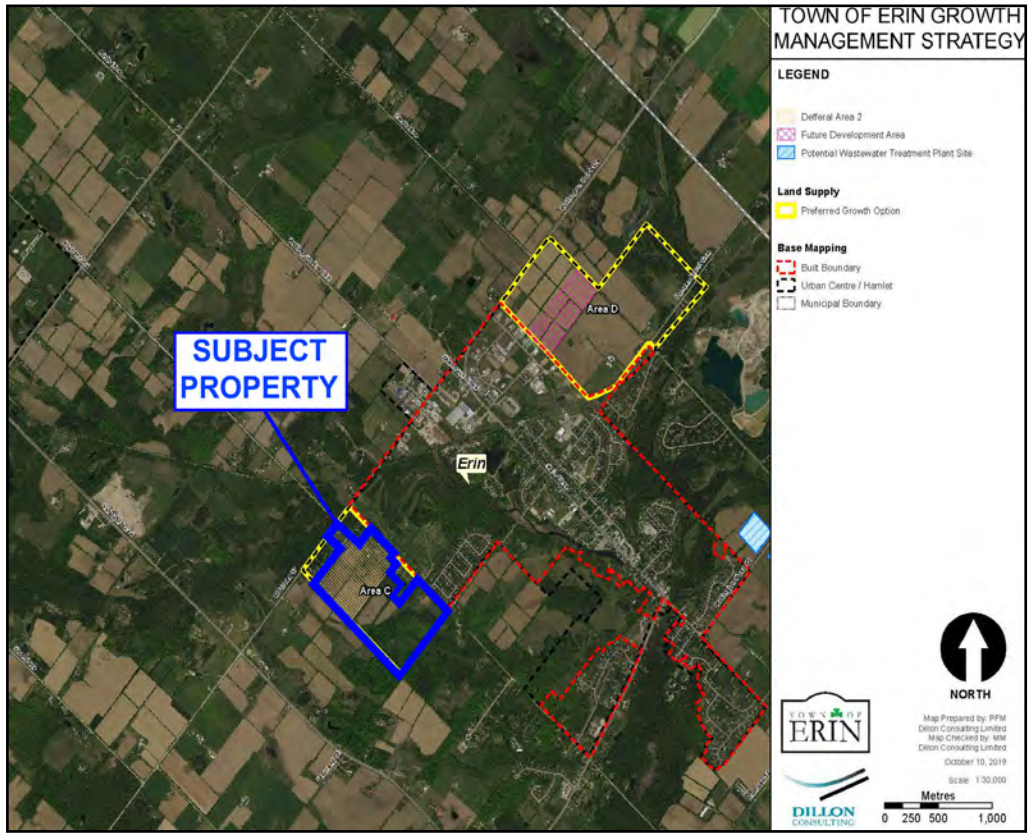 TOWN OF ERIN GROWTH
MANAGEMENT STRATEGY
LEGEND
Defferal Area 2
Future Development Area
Potential Wastewater Treatment Plant Site
Land Supply
Preferred Growth Option
Base Mapping
Built Boundary
Urban Centre / Hamlet
Municipal Boundary
Area D
SUBJECT
PROPERTY
Erin
Area C
NORTH
TOWN OF
ERIN
Map Prepared by: PFM
Dillon Consulting Limited
Map Checked by: MM
Dillon Consulting Limited
October 10, 2019
Scale 1:30,000
DILLON
CONSULTING
Metres
0 250 500 1,000